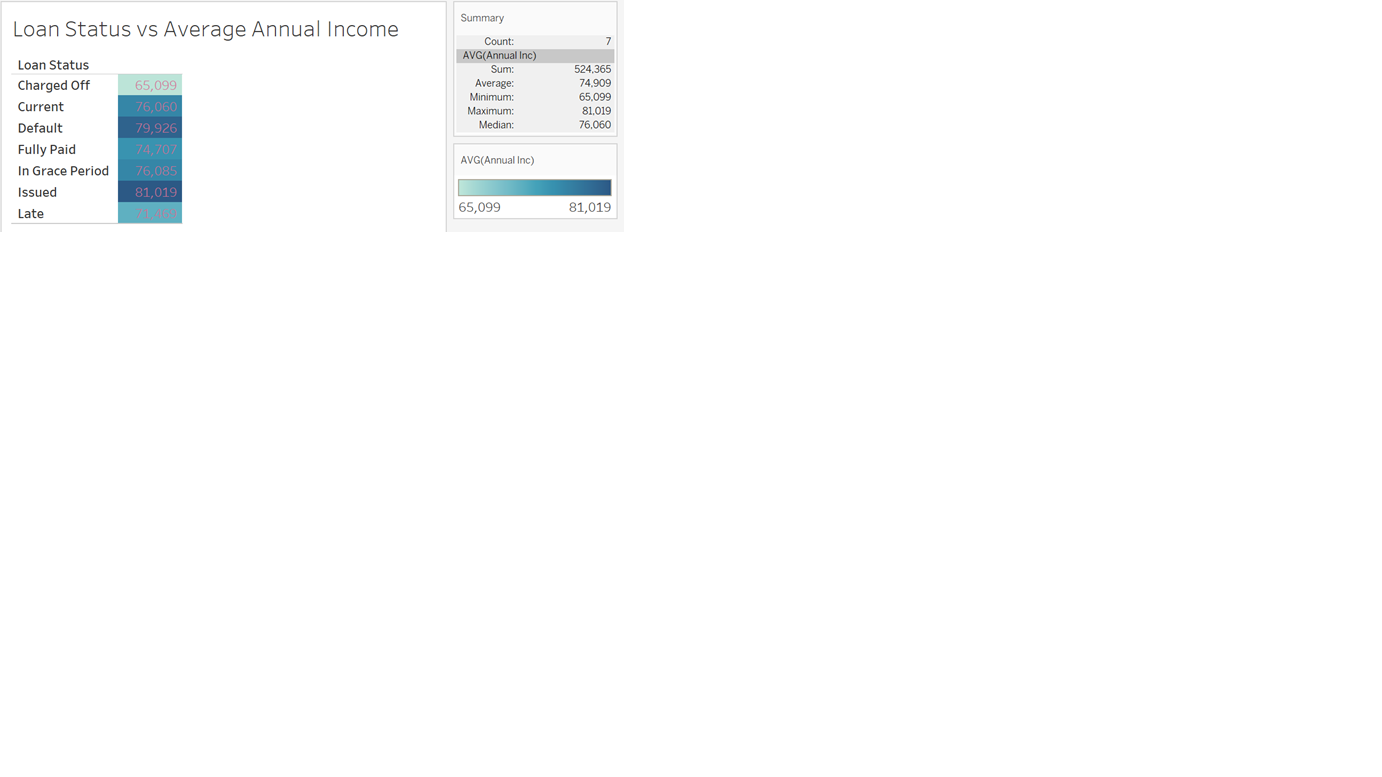 Loan Status vs Average Annual Income
Loan Status
Charged Off 65,099
Current 76,060
Default 79,926
Fully Paid 74,707
In Grace Period 76,085
Issued 81,019
Late
Summary
Count: 7
AVG(Annual Inc)
Sum: 524,365
Average: 74,909
Minimum: 65,099
Maximum: 81,019
Median: 76,060
AVG(Annual Inc)
65,099 81,019